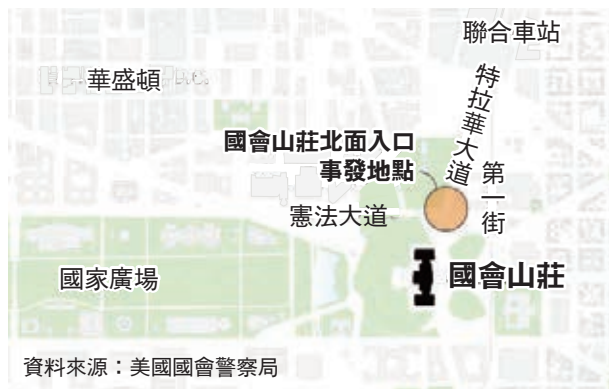 聯合車站
華盛頓
特拉華大道
國會山莊北面入口
事發地點
第一街
憲法大道
國會山莊
國家廣場
資料來源：美國國會警察局